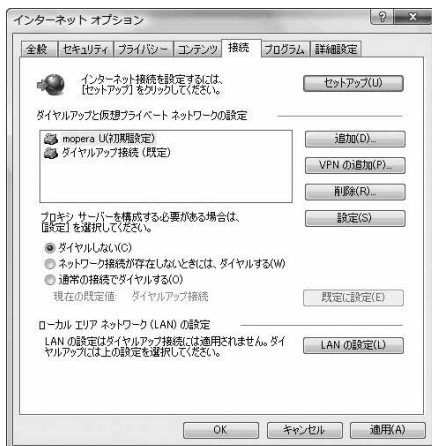 インターネット オプション
全般 セキュリティ プライバシー コンテンツ 接続 プログラム 詳細設定
インターネット接続を設定するには、
[セットアップ] をクリックしてください。
セットアップ(U)
ダイヤルアップと仮想プライベート ネットワークの設定
mopera U(初期設定)
ダイヤルアップ接続 (既定)
追加(D)...
VPN の追加(P)...
削除(R)...
プロキシ サーバーを構成する必要がある場合は、
[設定] を選択してください。
設定(S)
ダイヤルしない(C)
ネットワーク接続が存在しないときには、ダイヤルする(W)
通常の接続でダイヤルする(O)
現在の既定値: ダイヤルアップ接続
既定に設定(E)
ローカル エリア ネットワーク (LAN) の設定
LAN の設定はダイヤルアップ接続には適用されません。ダイ
ヤルアップには上の設定を選択してください。
LAN の設定(L)
OK キャンセル 適用(A)